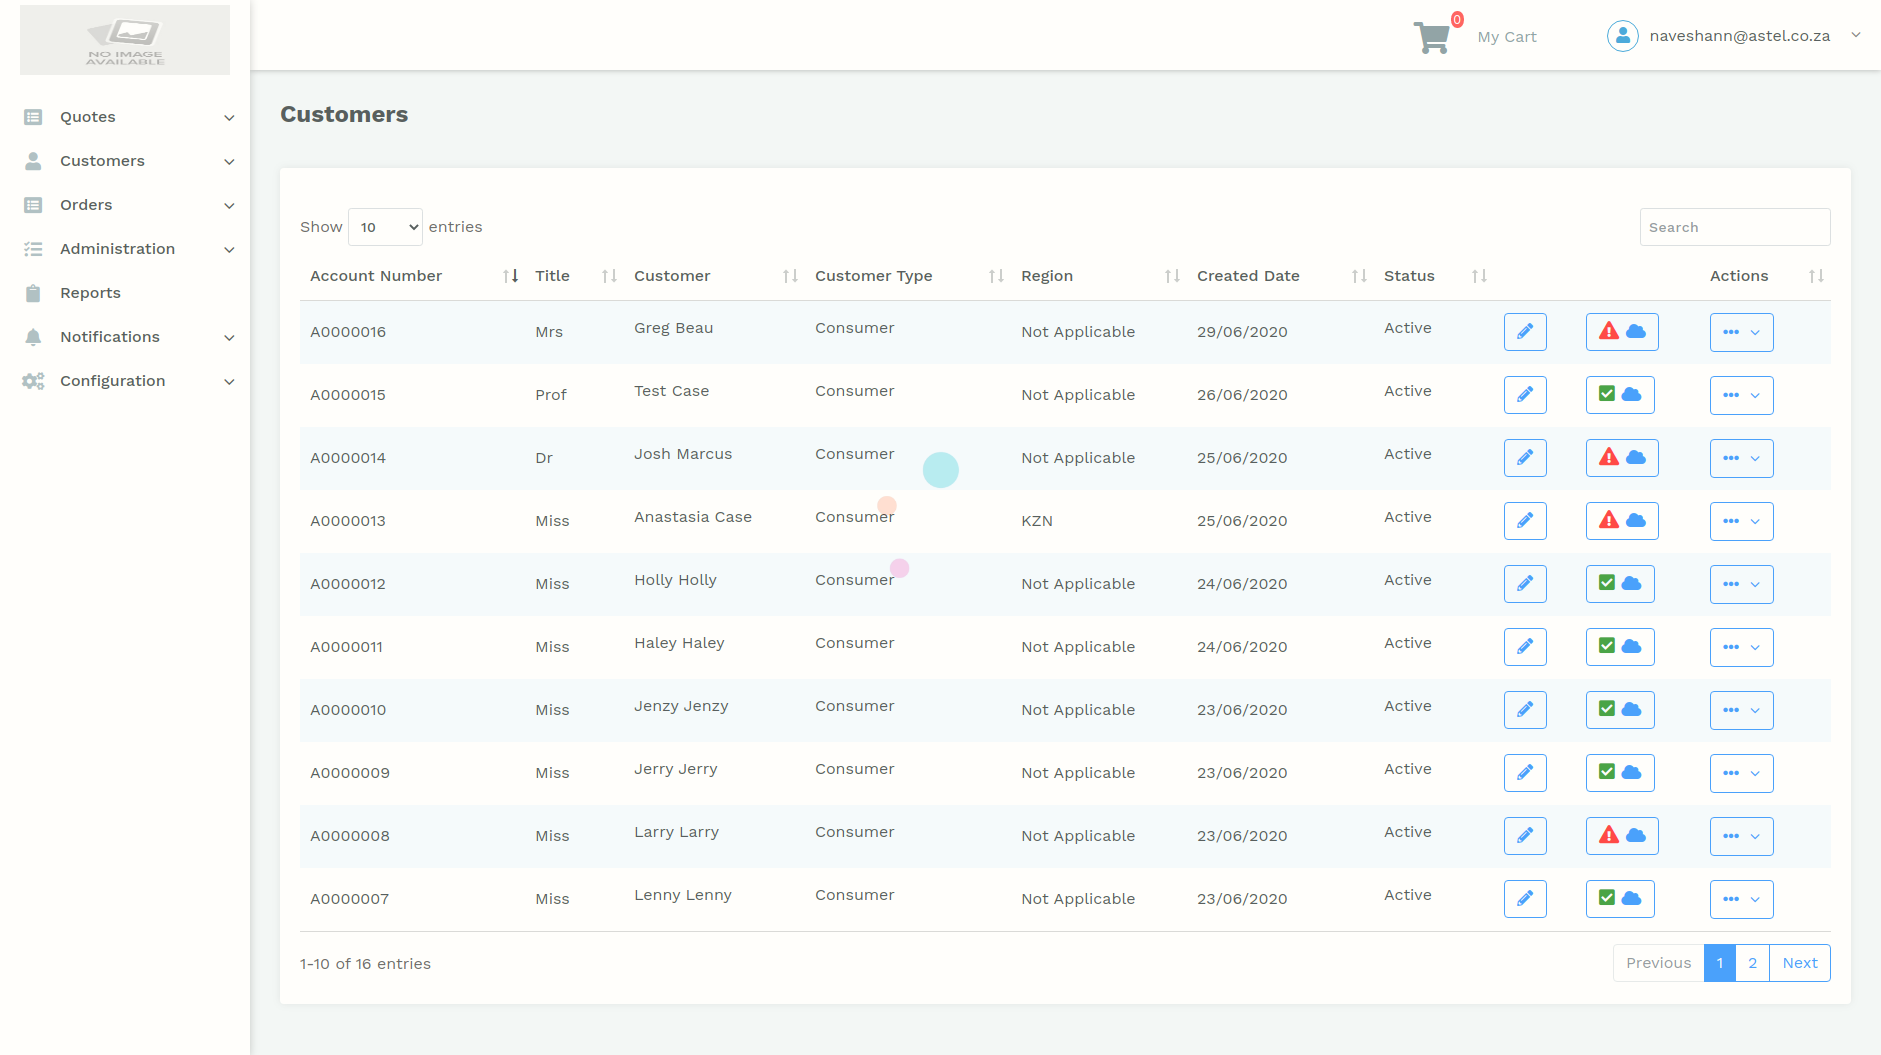 NO IMAGE
AVAILABLE
0
My Cart
naveshann@astel.co.za
Quotes
Customers
Orders
Administration
Reports
Notifications
Configuration
Customers
Show 10 entries
Search
Account Number Title Customer Customer Type Region Created Date Status Actions
A0000016 Mrs Greg Beau Consumer Not Applicable 29/06/2020 Active
A0000015 Prof Test Case Consumer Not Applicable 26/06/2020 Active
A0000014 Dr Josh Marcus Consumer Not Applicable 25/06/2020 Active
A0000013 Miss Anastasia Case Consumer KZN 25/06/2020 Active
A0000012 Miss Holly Holly Consumer Not Applicable 24/06/2020 Active
A0000011 Miss Haley Haley Consumer Not Applicable 24/06/2020 Active
A0000010 Miss Jenzy Jenzy Consumer Not Applicable 23/06/2020 Active
A0000009 Miss Jerry Jerry Consumer Not Applicable 23/06/2020 Active
A0000008 Miss Larry Larry Consumer Not Applicable 23/06/2020 Active
A0000007 Miss Lenny Lenny Consumer Not Applicable 23/06/2020 Active
1-10 of 16 entries
Previous 1 2 Next